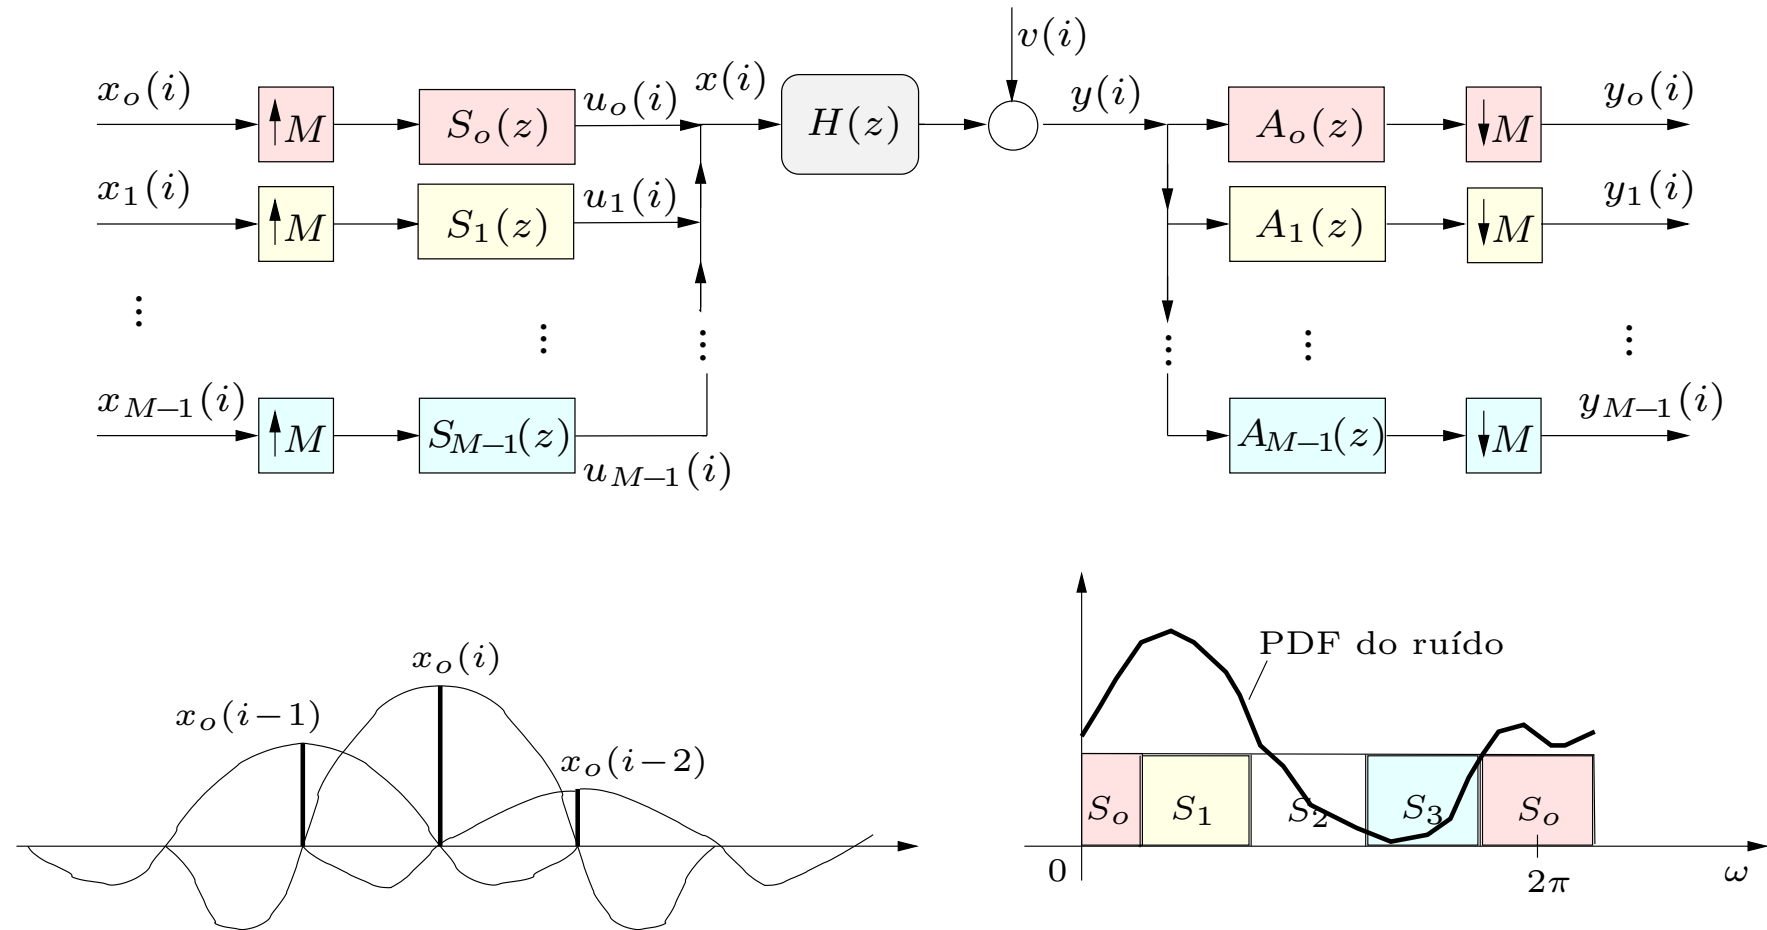 v(i)
x_o(i)
↑M
S_o(z)
u_o(i)
x(i)
H(z)
y(i)
A_o(z)
↓M
y_o(i)
x_1(i)
↑M
S_1(z)
u_1(i)
A_1(z)
↓M
y_1(i)
⋮
⋮
⋮
⋮
⋮
⋮
x_{M−1}(i)
↑M
S_{M−1}(z)
u_{M−1}(i)
A_{M−1}(z)
↓M
y_{M−1}(i)
x_o(i)
x_o(i−1)
x_o(i−2)
PDF do ruído
S_o
S_1
S_2
S_3
S_o
0
2π
ω